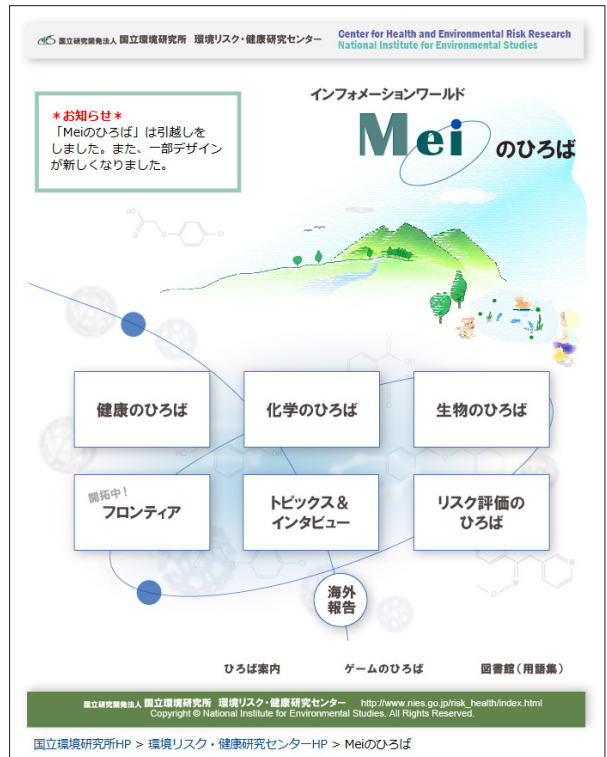 国立研究開発法人 国立環境研究所 環境リスク・健康研究センター
Center for Health and Environmental Risk Research
National Institute for Environmental Studies
＊お知らせ＊
「Meiのひろば」は引越しを
しました。また、一部デザイン
が新しくなりました。
インフォメーションワールド
Meiのひろば
HO
O
O
Cl
健康のひろば
化学のひろば
生物のひろば
開拓中！
フロンティア
トピックス＆
インタビュー
リスク評価の
ひろば
海外
報告
ひろば案内
ゲームのひろば
図書館（用語集）
国立研究開発法人 国立環境研究所 環境リスク・健康研究センター http://www.nies.go.jp/risk_health/index.html
Copyright © National Institute for Environmental Studies. All Rights Reserved.
国立環境研究所HP > 環境リスク・健康研究センターHP > Meiのひろば